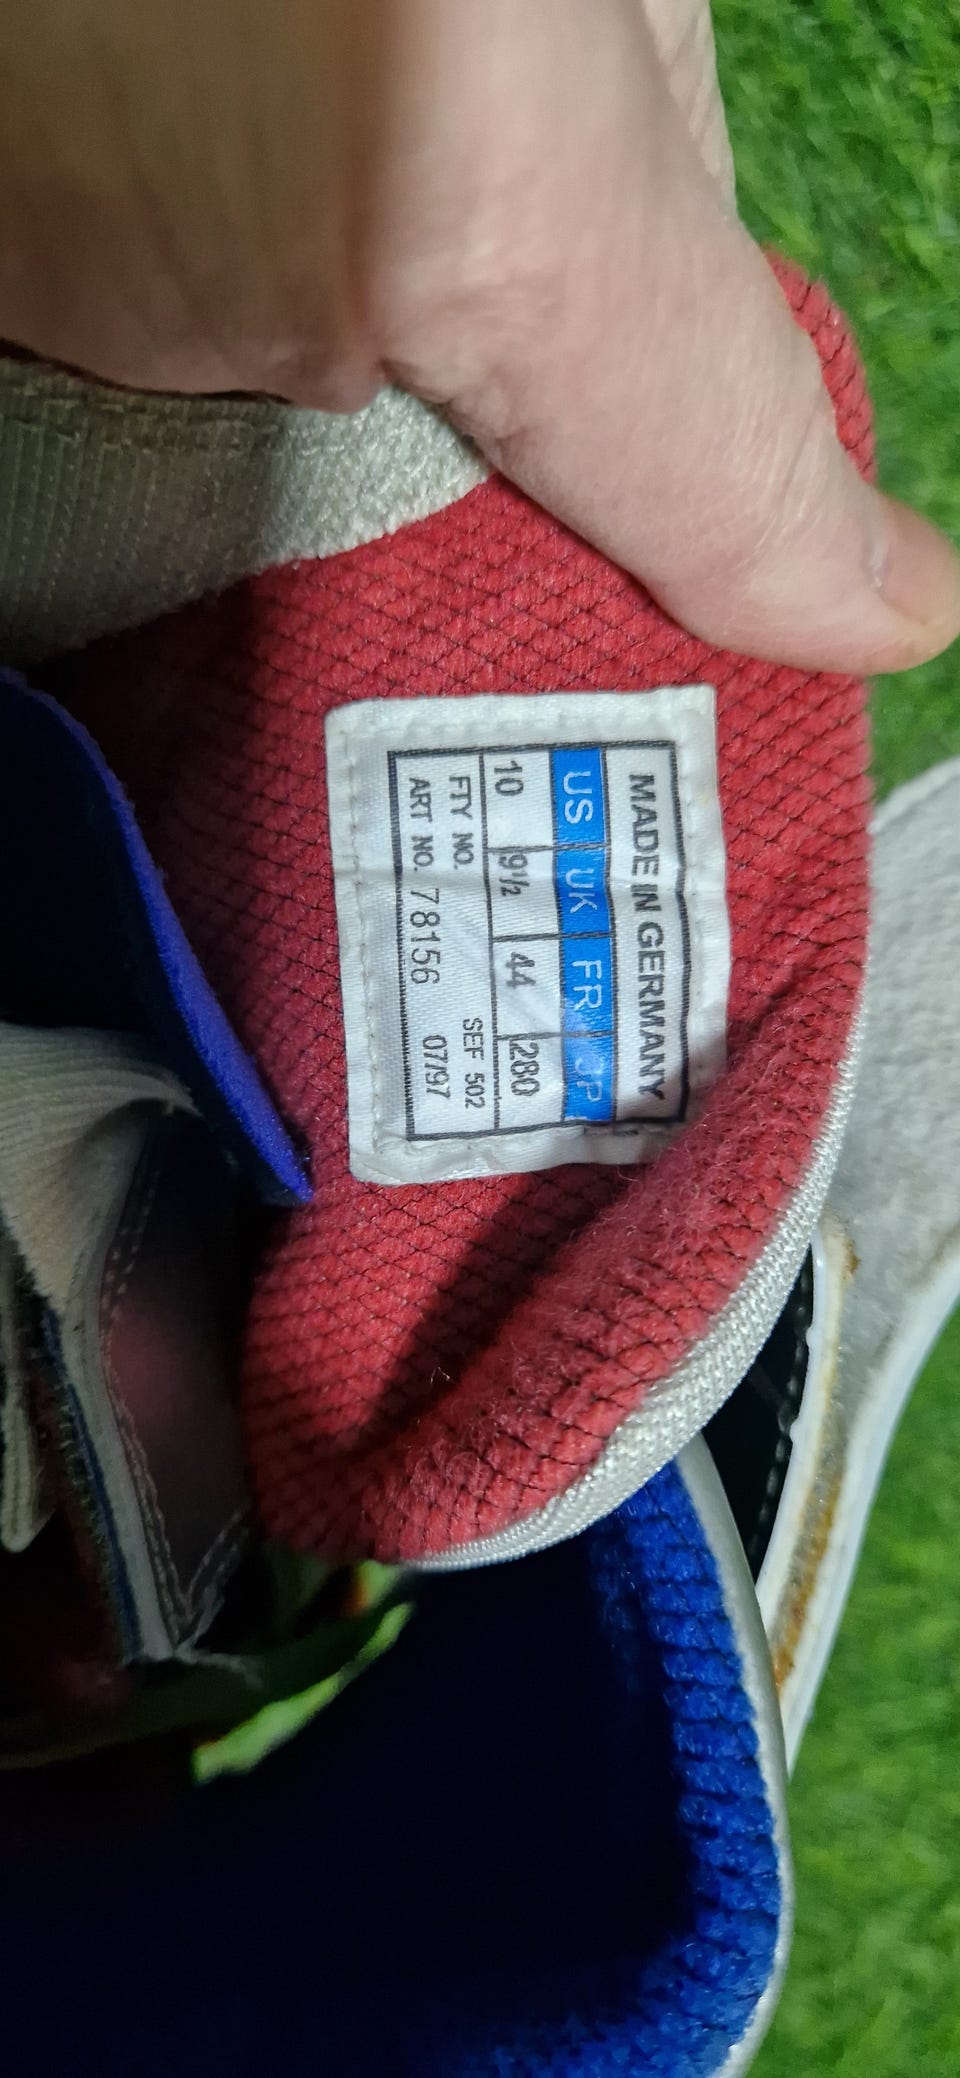 MADE IN GERMANY
US UK FR JP
10 9½ 44 280
FTY NO. SEF 502
ART NO. 78156 07/97